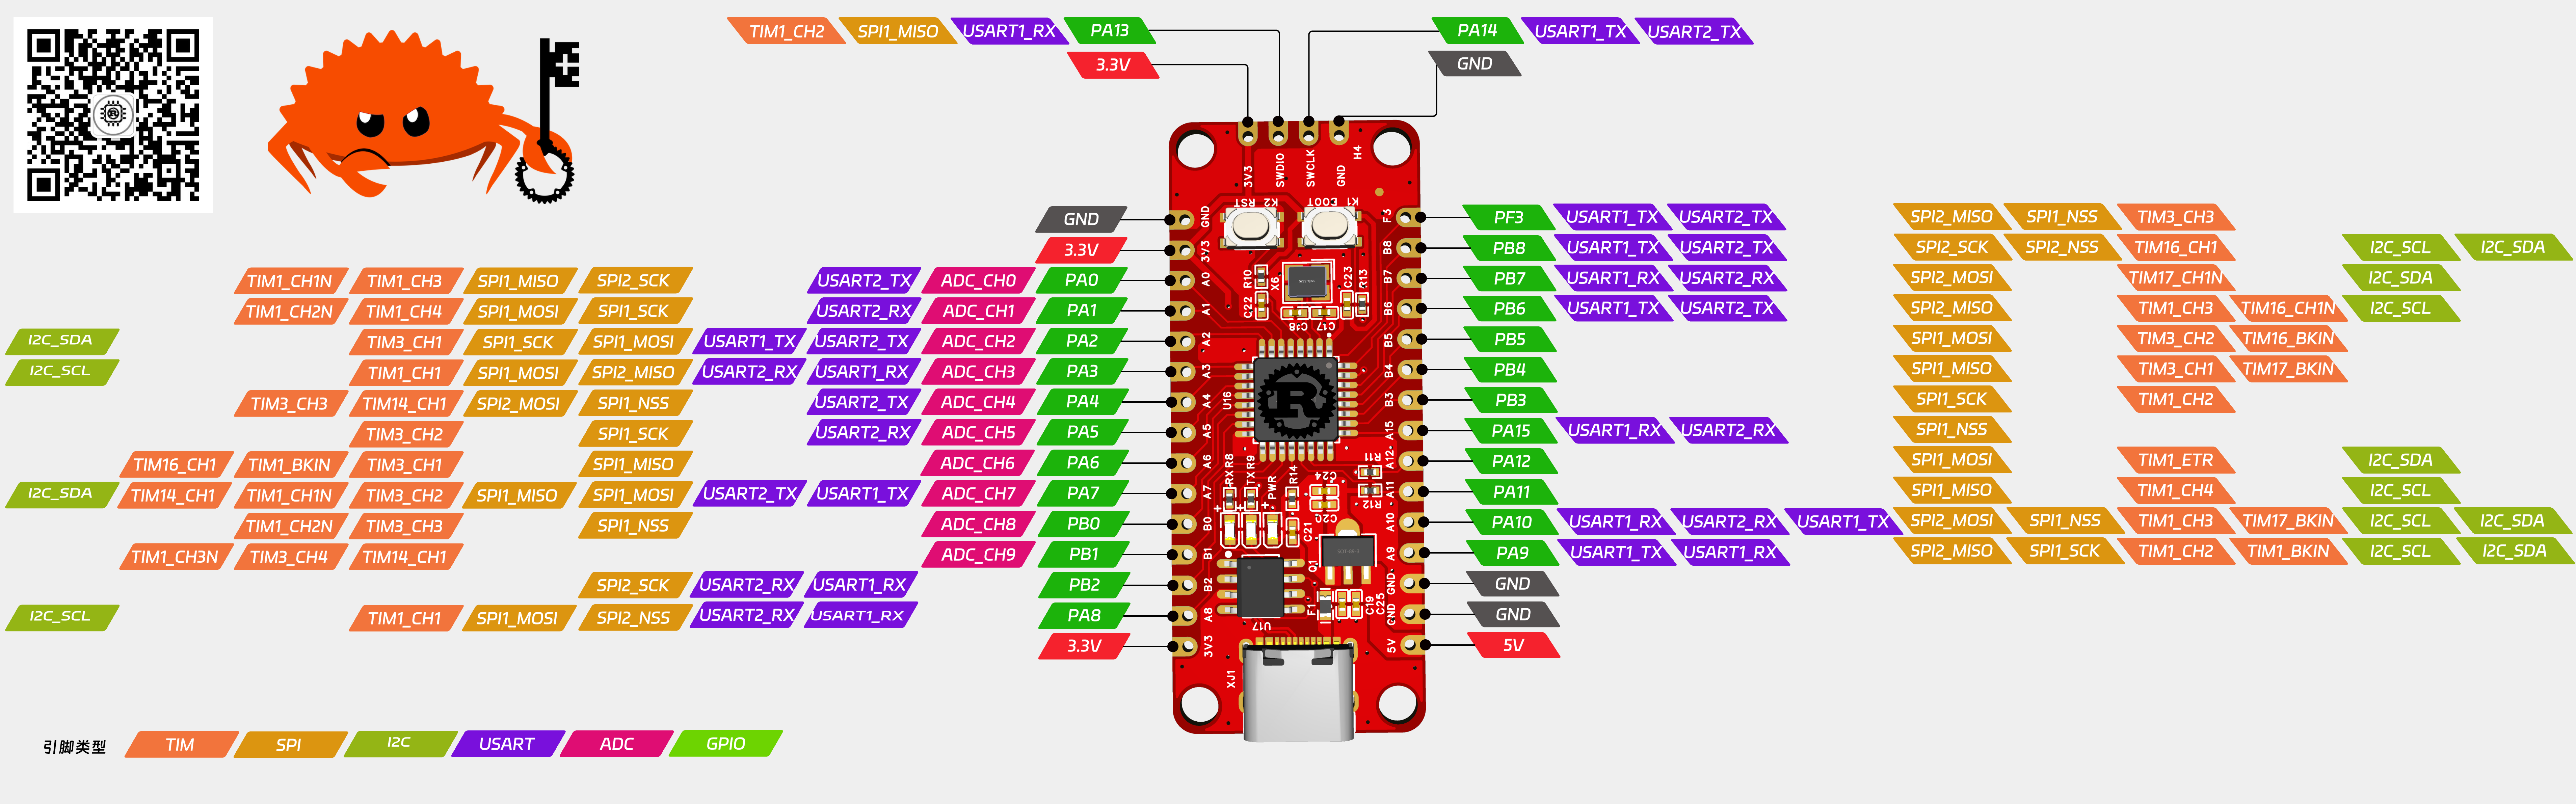 TIM1_CH2 SPI1_MISO USART1_RX PA13 PA14 USART1_TX USART2_TX
3.3V GND
3V3 SWDIO SWCLK GND H4
RST K2 BOOT K1
GND GND F3 PF3 USART1_TX USART2_TX SPI2_MISO SPI1_NSS TIM3_CH3
3.3V 3V3 B8 PB8 USART1_TX USART2_TX SPI2_SCK SPI2_NSS TIM16_CH1 I2C_SCL I2C_SDA
TIM1_CH1N TIM1_CH3 SPI1_MISO SPI2_SCK USART2_TX ADC_CH0 PA0 A0 R10 X6 C23 R13 B7 PB7 USART1_RX USART2_RX SPI2_MOSI TIM17_CH1N I2C_SDA
TIM1_CH2N TIM1_CH4 SPI1_MOSI SPI1_SCK USART2_RX ADC_CH1 PA1 A1 C22 C18 C17 B6 PB6 USART1_TX USART2_TX SPI2_MISO TIM1_CH3 TIM16_CH1N I2C_SCL
I2C_SDA TIM3_CH1 SPI1_SCK SPI1_MOSI USART1_TX USART2_TX ADC_CH2 PA2 A2 B5 PB5 SPI1_MOSI TIM3_CH2 TIM16_BKIN
I2C_SCL TIM1_CH1 SPI1_MOSI SPI2_MISO USART2_RX USART1_RX ADC_CH3 PA3 A3 B4 PB4 SPI1_MISO TIM3_CH1 TIM17_BKIN
TIM3_CH3 TIM14_CH1 SPI2_MOSI SPI1_NSS USART2_TX ADC_CH4 PA4 A4 U16 R B3 PB3 SPI1_SCK TIM1_CH2
TIM3_CH2 SPI1_SCK USART2_RX ADC_CH5 PA5 A5 A15 PA15 USART1_RX USART2_RX SPI1_NSS
TIM16_CH1 TIM1_BKIN TIM3_CH1 SPI1_MISO ADC_CH6 PA6 A6 RX R8 TX R9 PWR R14 C24 R11 A12 PA12 SPI1_MOSI TIM1_ETR I2C_SDA
I2C_SDA TIM14_CH1 TIM1_CH1N TIM3_CH2 SPI1_MISO SPI1_MOSI USART2_TX USART1_TX ADC_CH7 PA7 A7 C20 R12 A11 PA11 SPI1_MISO TIM1_CH4 I2C_SCL
TIM1_CH2N TIM3_CH3 SPI1_NSS ADC_CH8 PB0 B0 C21 A10 PA10 USART1_RX USART2_RX USART1_TX SPI2_MOSI SPI1_NSS TIM1_CH3 TIM17_BKIN I2C_SCL I2C_SDA
TIM1_CH3N TIM3_CH4 TIM14_CH1 ADC_CH9 PB1 B1 Q1 A9 PA9 USART1_TX USART1_RX SPI2_MISO SPI1_SCK TIM1_CH2 TIM1_BKIN I2C_SCL I2C_SDA
SPI2_SCK USART2_RX USART1_RX PB2 B2 GND GND
I2C_SCL TIM1_CH1 SPI1_MOSI SPI2_NSS USART2_RX USART1_RX PA8 A8 U17 F1 C19 C25 GND GND
3.3V 3V3 XJ1 5V 5V
引脚类型 TIM SPI I2C USART ADC GPIO